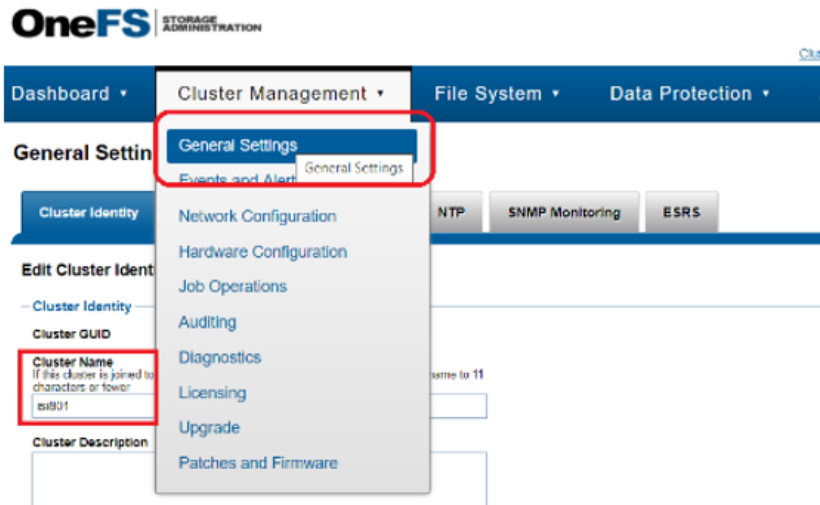 OneFS STORAGE ADMINISTRATION
Clu
Dashboard Cluster Management File System Data Protection
General Settin
General Settings
General Settings
Events and Alert
Cluster Identity
NTP SNMP Monitoring ESRS
Network Configuration
Hardware Configuration
Edit Cluster Identi
Job Operations
Cluster Identity
Auditing
Cluster GUID
Diagnostics
Cluster Name
If this cluster is joined to
name to 11
characters or fewer
Licensing
Upgrade
Cluster Description
Patches and Firmware